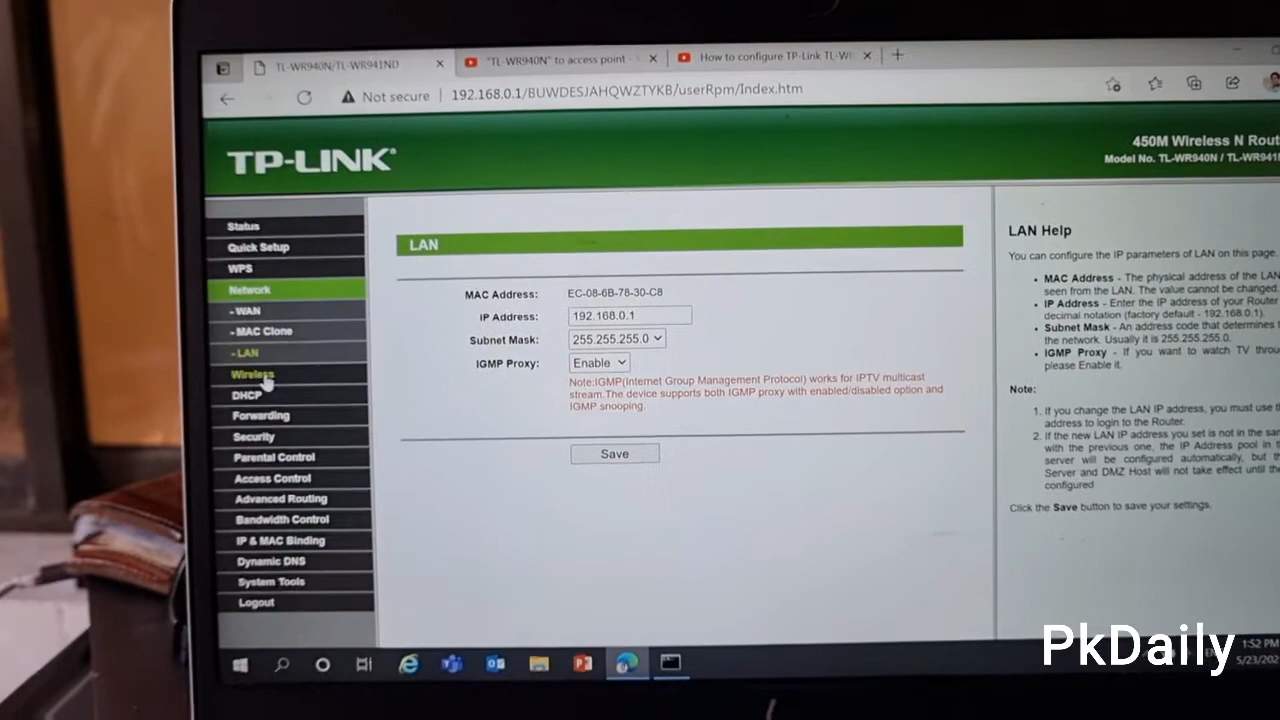 TL-WR940N/TL-WR941ND
"TL-WR940N" to access point -
How to configure TP-Link TL-WI
Not secure | 192.168.0.1/BUWDESJAHQWZTYKB/userRpm/Index.htm
TP-LINK®
450M Wireless N Rout
Model No. TL-WR940N / TL-WR941
Status
Quick Setup
WPS
Network
- WAN
- MAC Clone
- LAN
Wireless
DHCP
Forwarding
Security
Parental Control
Access Control
Advanced Routing
Bandwidth Control
IP & MAC Binding
Dynamic DNS
System Tools
Logout
LAN
MAC Address: EC-08-6B-78-30-C8
IP Address: 192.168.0.1
Subnet Mask: 255.255.255.0
IGMP Proxy: Enable
Note:IGMP(Internet Group Management Protocol) works for IPTV multicast
stream.The device supports both IGMP proxy with enabled/disabled option and
IGMP snooping.
Save
LAN Help
You can configure the IP parameters of LAN on this page.
• MAC Address - The physical address of the LAN
seen from the LAN. The value cannot be changed.
• IP Address - Enter the IP address of your Router
decimal notation (factory default - 192.168.0.1).
• Subnet Mask - An address code that determines t
the network. Usually it is 255.255.255.0.
• IGMP Proxy - If you want to watch TV throu
please Enable it.
Note:
1. If you change the LAN IP address, you must use t
address to login to the Router.
2. If the new LAN IP address you set is not in the sa
with the previous one, the IP Address pool in t
server will be configured automatically, but th
Server and DMZ Host will not take effect until the
configured
Click the Save button to save your settings.
PkDaily
1:52 PM
5/23/202